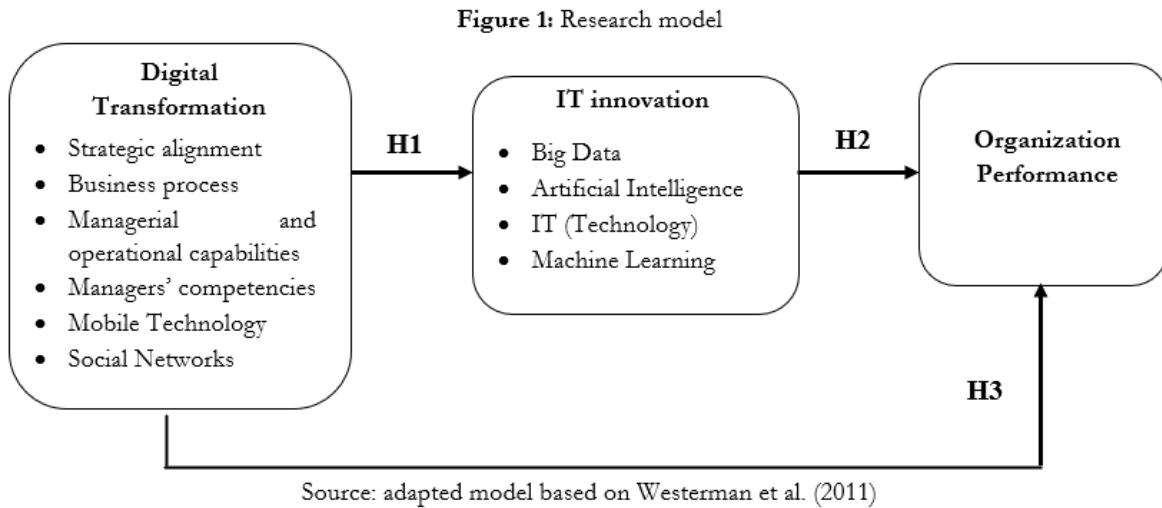 Figure 1: Research model
Digital
Transformation
• Strategic alignment
• Business process
• Managerial and
operational capabilities
• Managers’ competencies
• Mobile Technology
• Social Networks
H1
IT innovation
• Big Data
• Artificial Intelligence
• IT (Technology)
• Machine Learning
H2
Organization
Performance
H3
Source: adapted model based on Westerman et al. (2011)